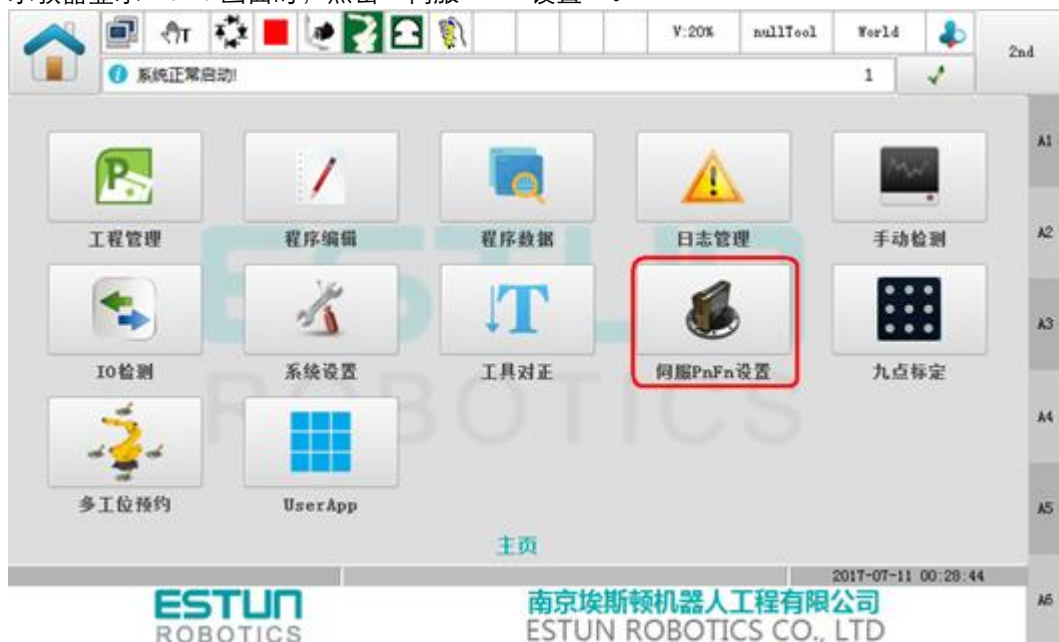 V:20% nullTool World 2nd
系统正常启动! 1
A1
工程管理 程序编辑 程序数据 日志管理 手动检测
A2
A3
IO检测 系统设置 工具对正 伺服PnFn设置 九点标定
A4
多工位预约 UserApp
A5
主页
2017-07-11 00:28:44
A6
ESTUN
ROBOTICS
南京埃斯顿机器人工程有限公司
ESTUN ROBOTICS CO., LTD
ESTUN
ROBOTICS